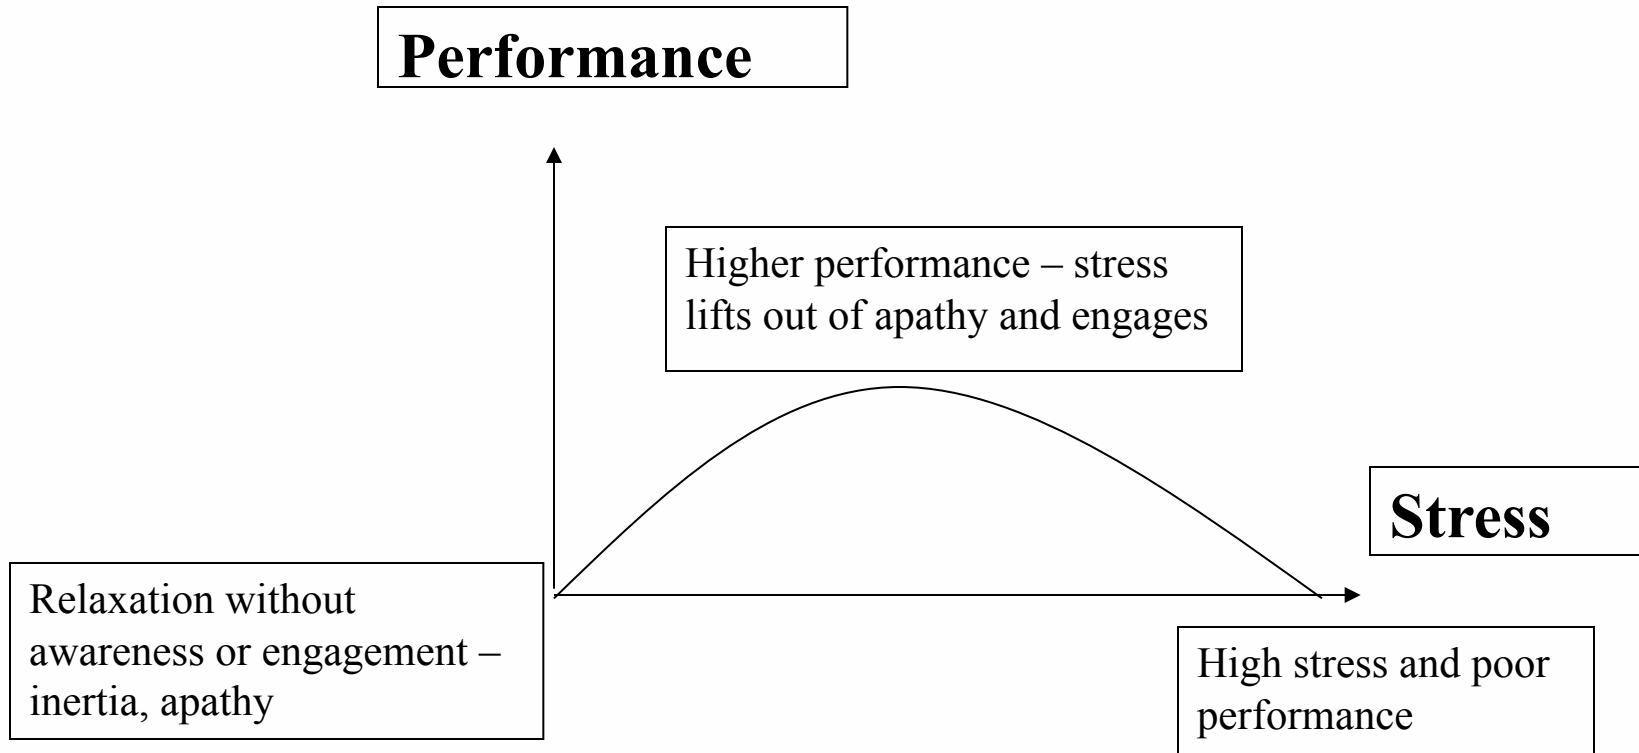 Performance
Higher performance – stress
lifts out of apathy and engages
Stress
Relaxation without
awareness or engagement –
inertia, apathy
High stress and poor
performance